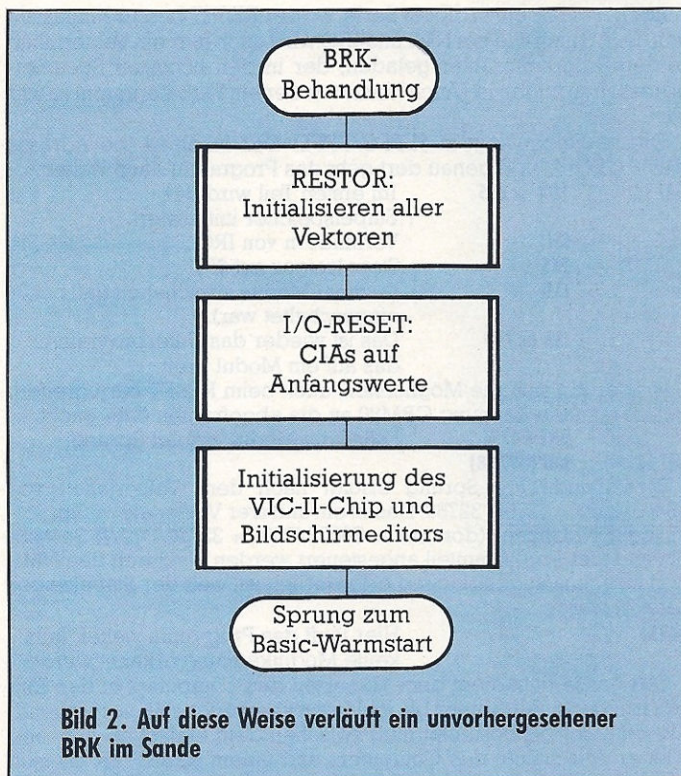 BRK-
Behandlung
RESTOR:
Initialisieren aller
Vektoren
I/O-RESET:
CIAs auf
Anfangswerte
Initialisierung des
VIC-II-Chip und
Bildschirmeditors
Sprung zum
Basic-Warmstart
Bild 2. Auf diese Weise verläuft ein unvorhergesehener
BRK im Sande